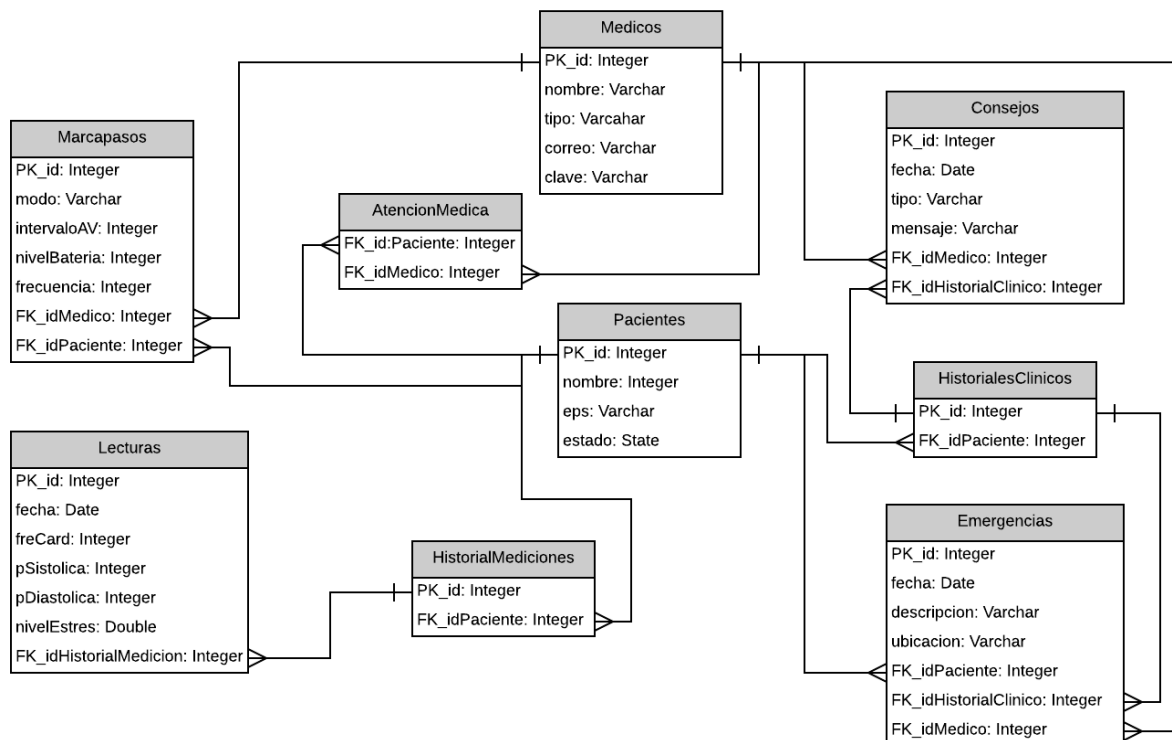 Medicos
PK_id: Integer
nombre: Varchar
tipo: Varcahar
correo: Varchar
clave: Varchar
Consejos
PK_id: Integer
fecha: Date
tipo: Varchar
mensaje: Varchar
FK_idMedico: Integer
FK_idHistorialClinico: Integer
Marcapasos
PK_id: Integer
modo: Varchar
intervaloAV: Integer
nivelBateria: Integer
frecuencia: Integer
FK_idMedico: Integer
FK_idPaciente: Integer
AtencionMedica
FK_id:Paciente: Integer
FK_idMedico: Integer
Pacientes
PK_id: Integer
nombre: Integer
eps: Varchar
estado: State
HistorialesClinicos
PK_id: Integer
FK_idPaciente: Integer
Lecturas
PK_id: Integer
fecha: Date
freCard: Integer
pSistolica: Integer
pDiastolica: Integer
nivelEstres: Double
FK_idHistorialMedicion: Integer
HistorialMediciones
PK_id: Integer
FK_idPaciente: Integer
Emergencias
PK_id: Integer
fecha: Date
descripcion: Varchar
ubicacion: Varchar
FK_idPaciente: Integer
FK_idHistorialClinico: Integer
FK_idMedico: Integer